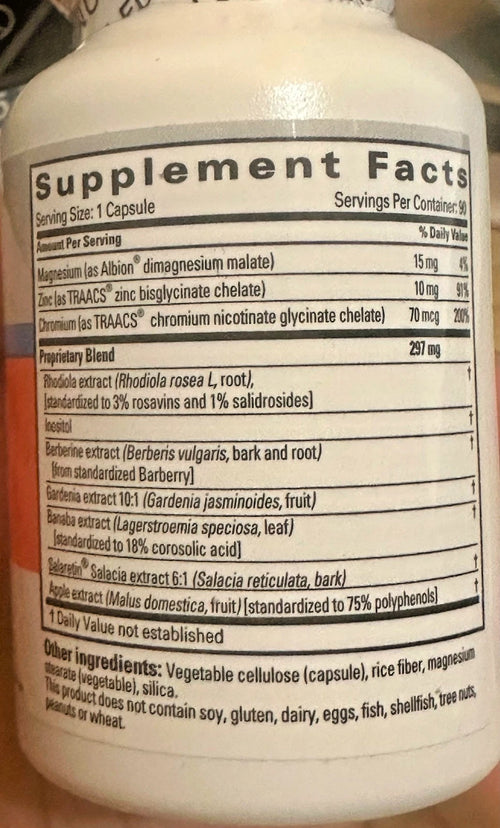 Supplement Facts
Serving Size: 1 Capsule Servings Per Container: 90
Amount Per Serving % Daily Value
Magnesium (as Albion® dimagnesium malate) 15 mg 4%
Zinc (as TRAACS® zinc bisglycinate chelate) 10 mg 91%
Chromium (as TRAACS® chromium nicotinate glycinate chelate) 70 mcg 200%
Proprietary Blend 297 mg
Rhodiola extract (Rhodiola rosea L, root), †
[standardized to 3% rosavins and 1% salidrosides]
Inositol †
Berberine extract (Berberis vulgaris, bark and root) †
[from standardized Barberry]
Gardenia extract 10:1 (Gardenia jasminoides, fruit) †
Banaba extract (Lagerstroemia speciosa, leaf) †
[standardized to 18% corosolic acid]
Salaretin® Salacia extract 6:1 (Salacia reticulata, bark) †
Apple extract (Malus domestica, fruit) [standardized to 75% polyphenols] †
† Daily Value not established
Other ingredients: Vegetable cellulose (capsule), rice fiber, magnesium
stearate (vegetable), silica.
This product does not contain soy, gluten, dairy, eggs, fish, shellfish, tree nuts,
peanuts or wheat.